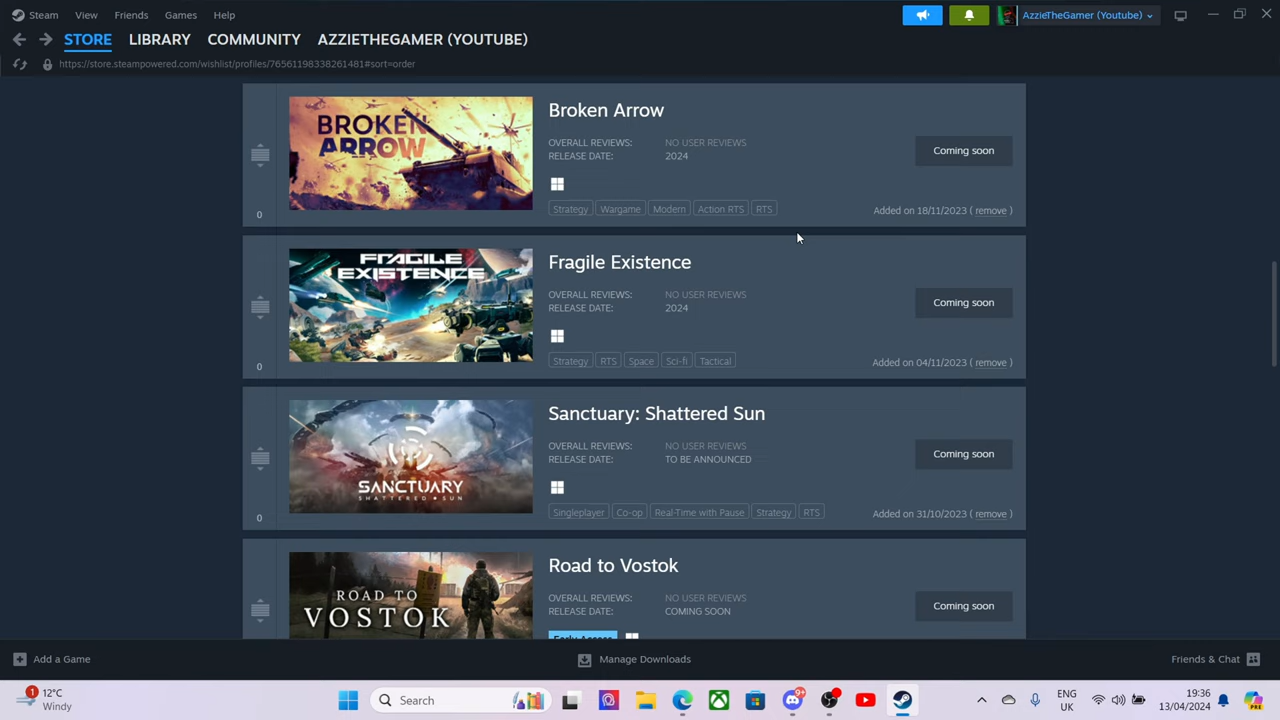 Steam View Friends Games Help AzzieTheGamer (Youtube)
STORE LIBRARY COMMUNITY AZZIETHEGAMER (YOUTUBE)
https://store.steampowered.com/wishlist/profiles/76561198338261481#sort=order
BROKEN
ARROW
Broken Arrow
OVERALL REVIEWS: NO USER REVIEWS
RELEASE DATE: 2024
Coming soon
0
Strategy Wargame Modern Action RTS RTS
Added on 18/11/2023 ( remove )
FRAGILE
EXISTENCE
Fragile Existence
OVERALL REVIEWS: NO USER REVIEWS
RELEASE DATE: 2024
Coming soon
0
Strategy RTS Space Sci-fi Tactical
Added on 04/11/2023 ( remove )
SANCTUARY
SHATTERED SUN
Sanctuary: Shattered Sun
OVERALL REVIEWS: NO USER REVIEWS
RELEASE DATE: TO BE ANNOUNCED
Coming soon
0
Singleplayer Co-op Real-Time with Pause Strategy RTS
Added on 31/10/2023 ( remove )
ROAD TO
VOSTOK
Road to Vostok
OVERALL REVIEWS: NO USER REVIEWS
RELEASE DATE: COMING SOON
Coming soon
0
Early Access
Add a Game Manage Downloads Friends & Chat
1
12°C
Windy
Search
9+
ENG
UK
19:36
13/04/2024
PRE